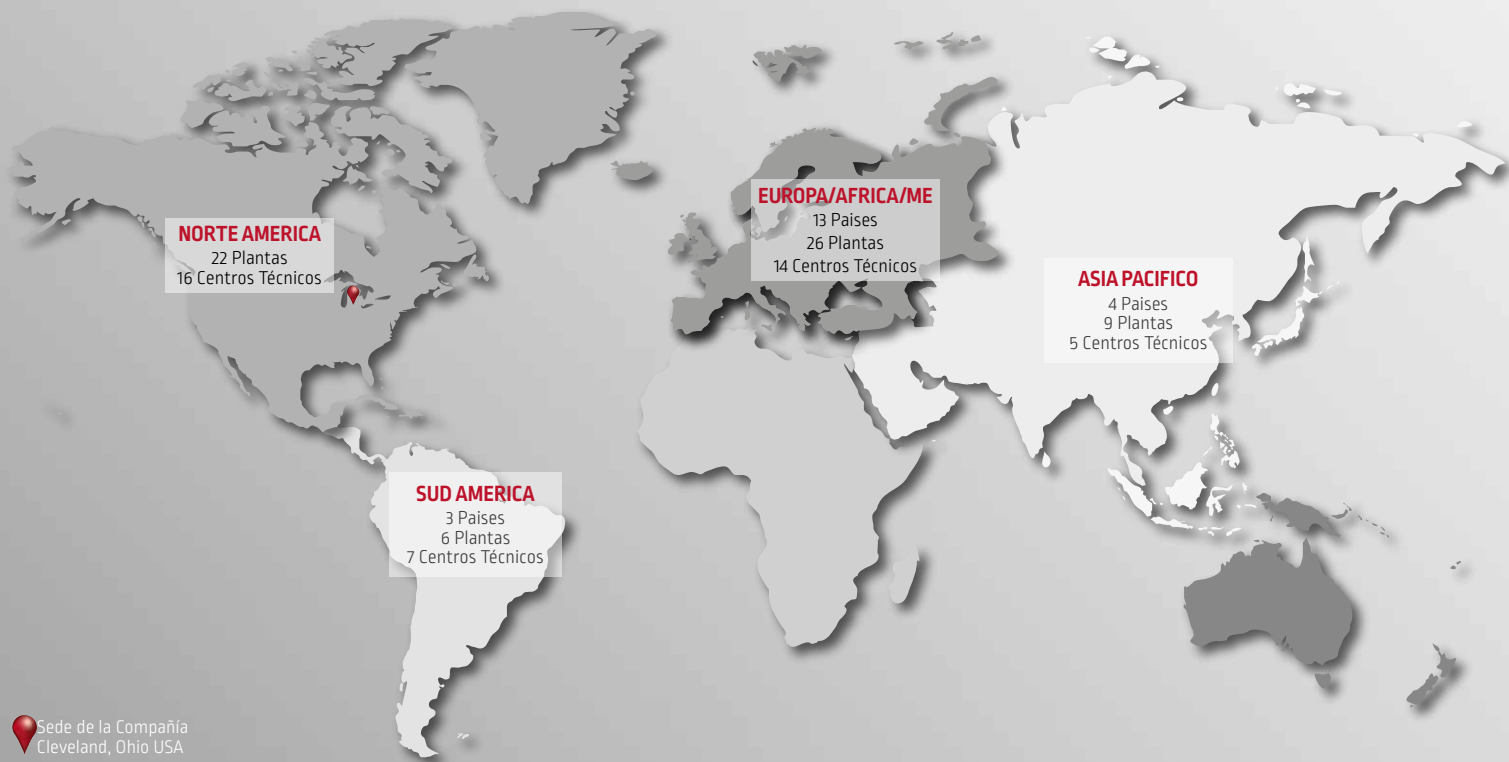 NORTE AMERICA
22 Plantas
16 Centros Técnicos
EUROPA/AFRICA/ME
13 Paises
26 Plantas
14 Centros Técnicos
ASIA PACIFICO
4 Paises
9 Plantas
5 Centros Técnicos
SUD AMERICA
3 Paises
6 Plantas
7 Centros Técnicos
Sede de la Compañía
Cleveland, Ohio USA